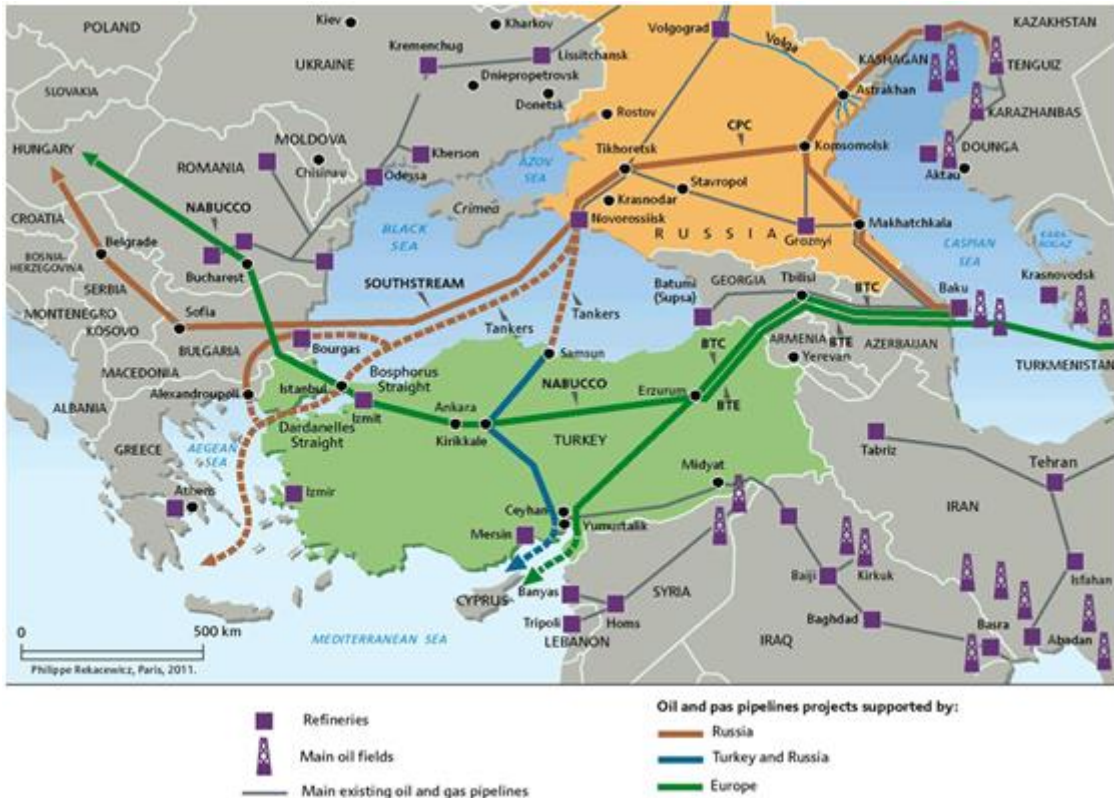 POLAND
Kiev
Kharkov
Volgograd
Volga
KAZAKHSTAN
Kremenchug
Lissitchansk
KASHAGAN
TENGUIZ
UKRAINE
Dniepropetrovsk
SLOVAKIA
Donetsk
Astrakhan
KARAZHANBAS
Rostov
CPC
MOLDOVA
HUNGARY
ROMANIA
Chisinau
Kherson
Odessa
AZOV
SEA
Tikhoretsk
Komsomolsk
DOUNGA
Aktau
Stavropol
Krasnodar
Crimea
NABUCCO
CROATIA
BLACK
SEA
Novorossiisk
RUSSIA
Groznyi
Makhatchkala
CASPIAN
SEA
KARA-
BOGAZ
BOSNIA-
HERZEGOVINA
Belgrade
Bucharest
SERBIA
SOUTHSTREAM
Batumi
(Supsa)
GEORGIA
Tbilisi
BTC
Baku
Krasnovodsk
MONTENEGRO
KOSOVO
Sofia
BULGARIA
Bourgas
Tankers
Tankers
BTC
ARMENIA
BTE
Yerevan
AZERBAIJAN
TURKMENISTAN
MACEDONIA
Bosphorus
Straight
Samsun
ALBANIA
Alexandroupoli
Istanbul
Izmit
NABUCCO
Erzurum
BTE
Ankara
Kirikkale
GREECE
AEGEAN
SEA
Dardanelles
Straight
TURKEY
Tabriz
Tehran
Midyat
Athens
Izmir
IRAN
Ceyhan
Yumurtalik
Mersin
Baiji
Kirkuk
Isfahan
CYPRUS
Banyas
SYRIA
Baghdad
Tripoli
Homs
LEBANON
IRAQ
Basra
Abadan
MEDITERRANEAN SEA
0
500 km
Philippe Rekacewicz, Paris, 2011.
Refineries
Main oil fields
Main existing oil and gas pipelines
Oil and pas pipelines projects supported by:
Russia
Turkey and Russia
Europe